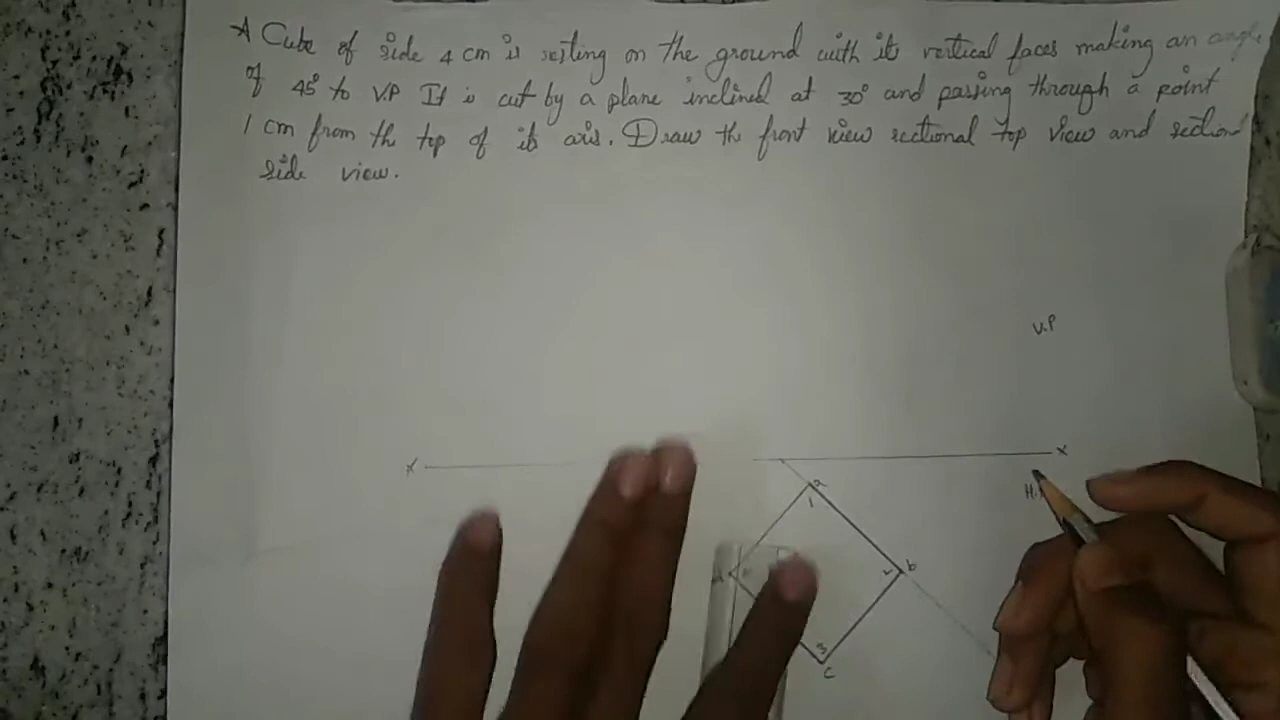 A Cube of side 4 cm is resting on the ground with its vertical faces making an angle
of 45° to V.P It is cut by a plane inclined at 30° and passing through a point
1 cm from the top of its axis. Draw the front view sectional top view and section
side view.
V.P
X X
H.
a
1
b
2
3
c